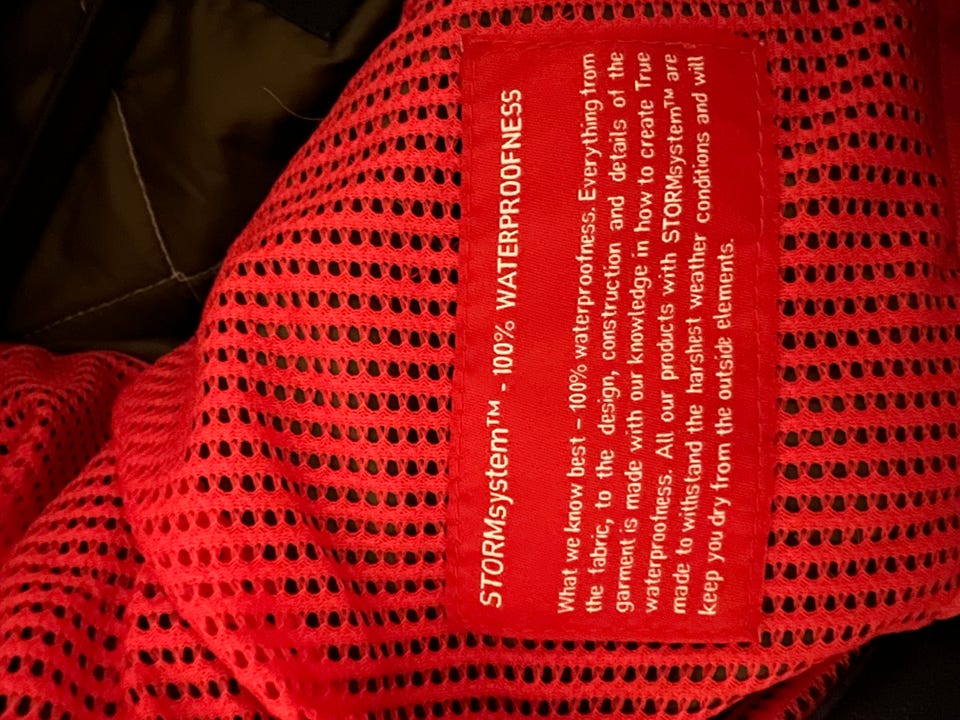 STORMsystem™ - 100% WATERPROOFNESS
What we know best - 100% waterproofness. Everything from
the fabric, to the design, construction and details of the
garment is made with our knowledge in how to create True
waterproofness. All our products with STORMsystem™ are
made to withstand the harshest weather conditions and will
keep you dry from the outside elements.